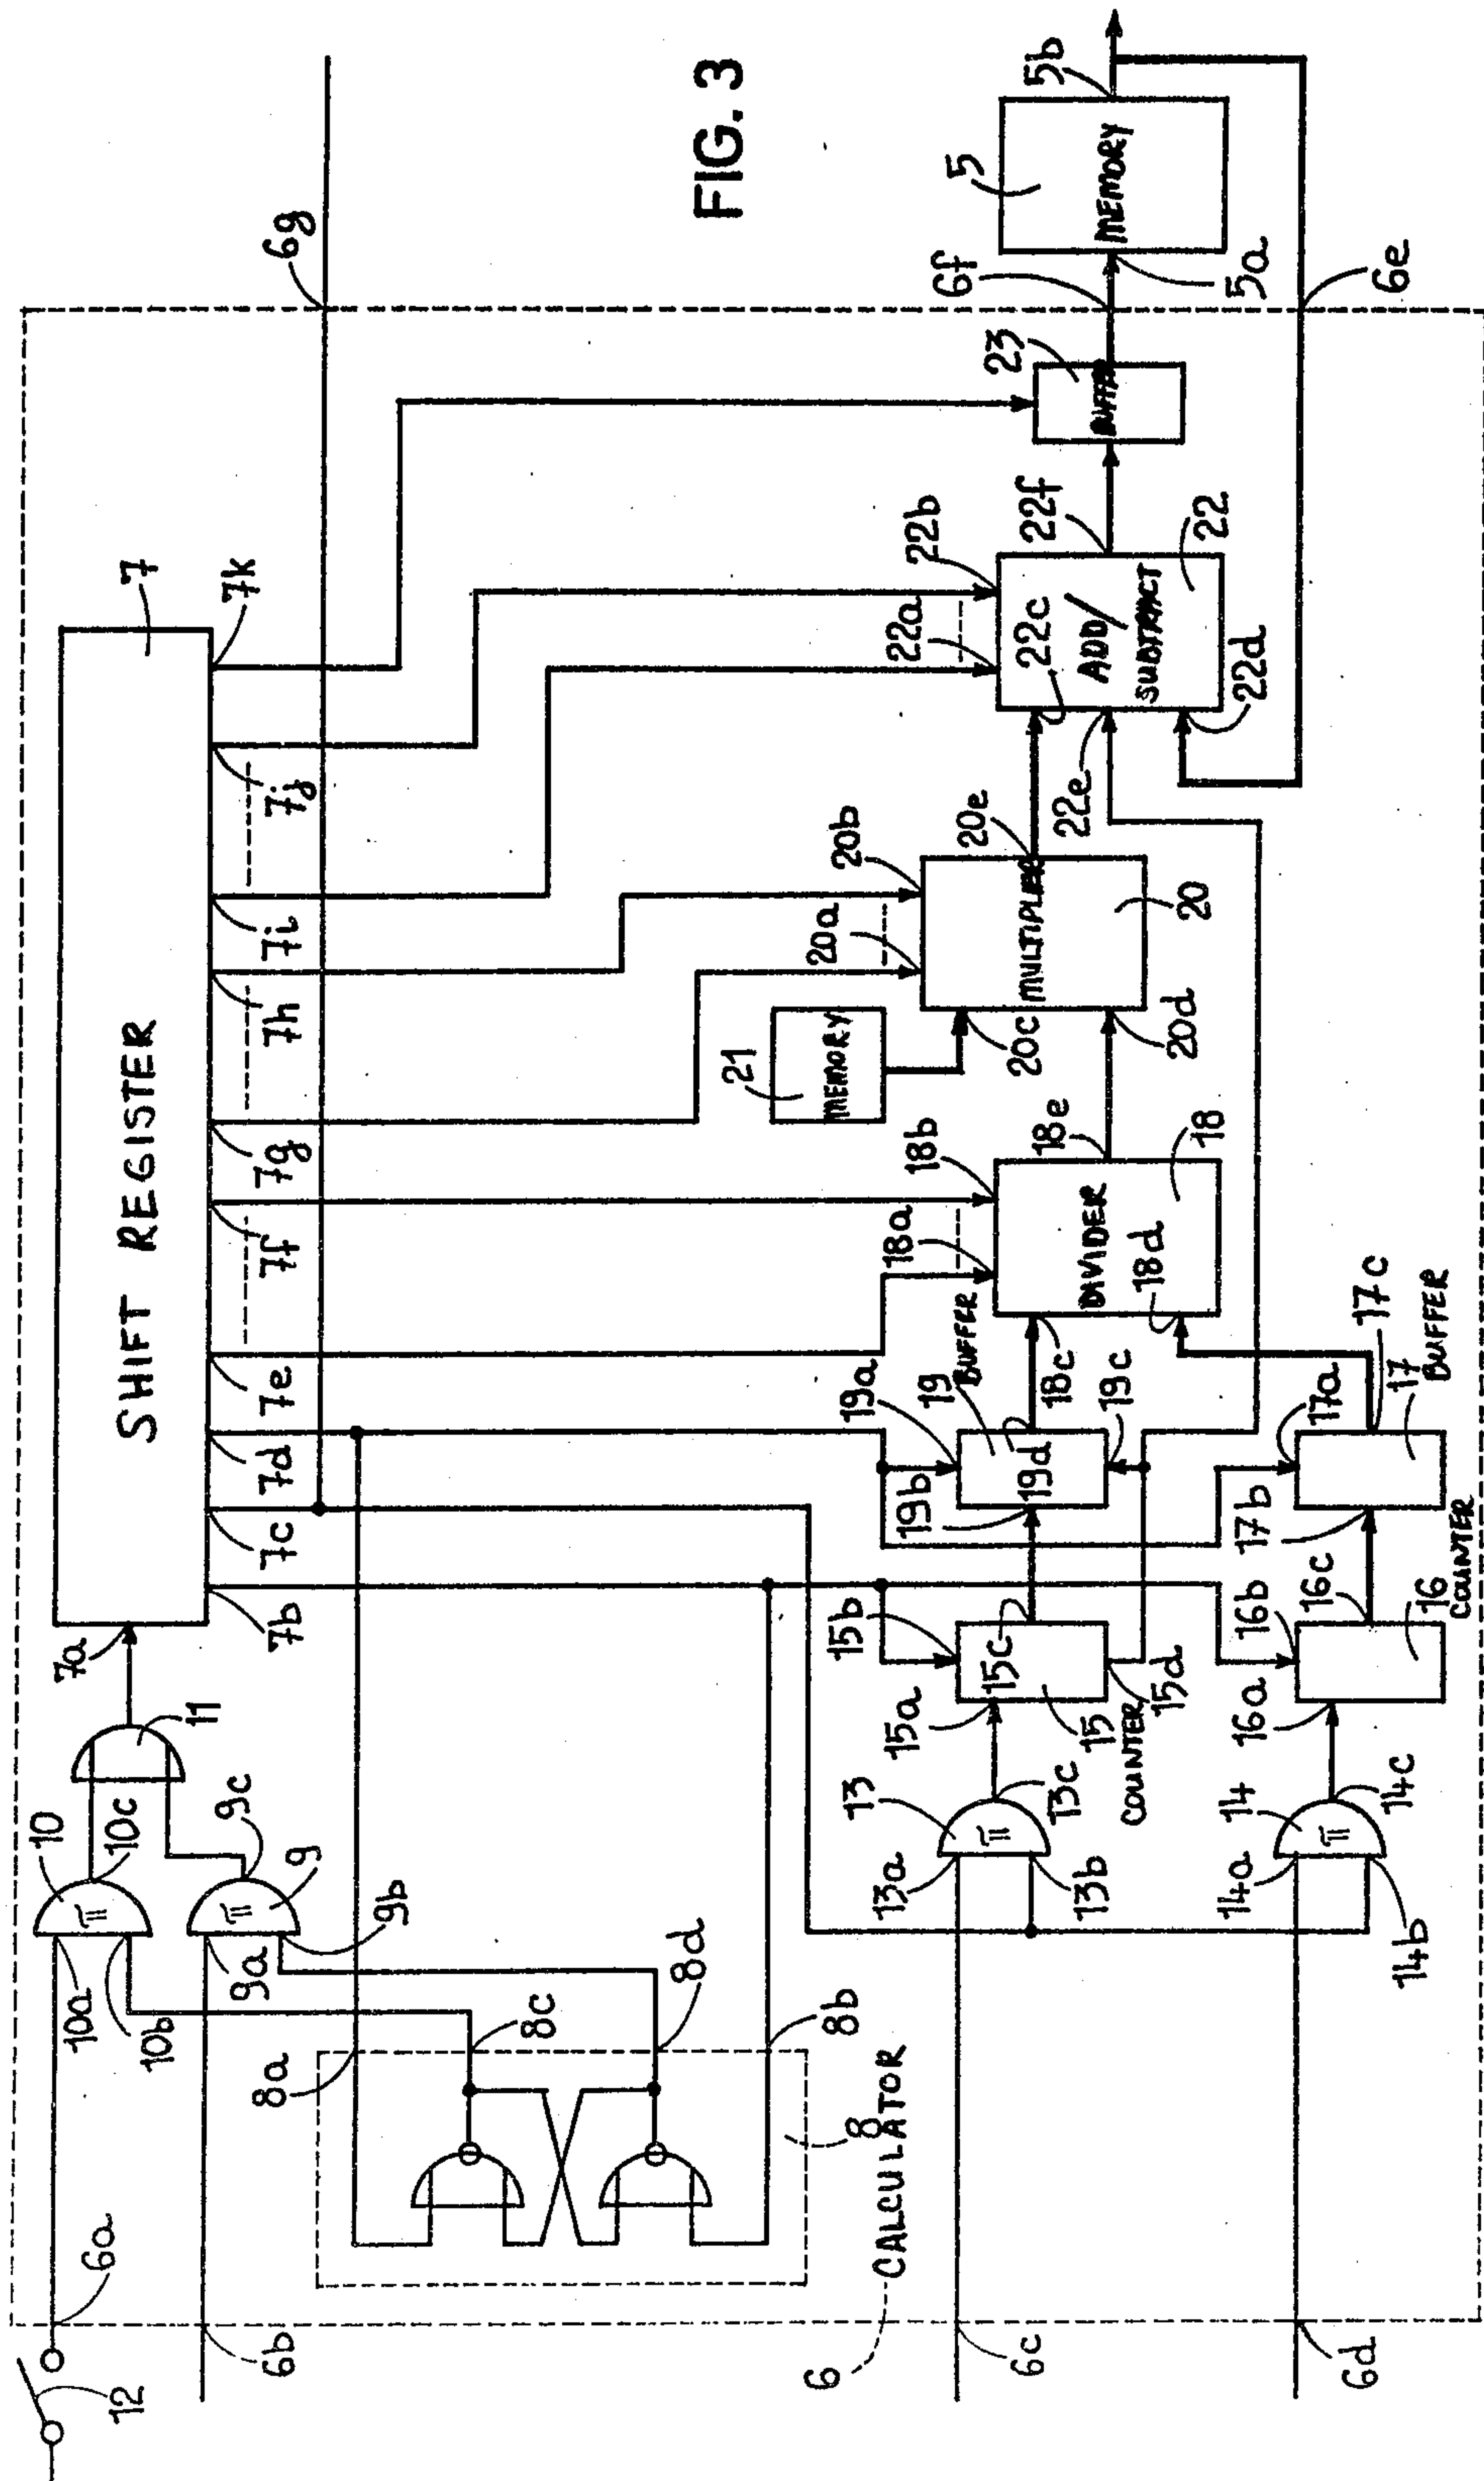 FIG. 3
SHIFT REGISTER
7
7a
7b
7c
7d
7e
7f
7g
7h
7i
7j
7k
6g
12
6a
6b
10a
10b
10
10c
11
9a
9b
9
9c
8a
8c
8d
8b
8
6
CALCULATOR
6c
6d
13a
13b
13
13c
π
π
π
π
14a
14b
14
14c
15a
15b
15c
15d
15
COUNTER
16a
16b
16c
16
COUNTER
19a
19b
19
BUFFER
19d
19c
17a
17b
17c
17
BUFFER
18a
18b
18c
18d
DIVIDER
18e
18
21
MEMORY
20a
20b
20c
20d
MULTIPLIER
20e
20
22a
22b
22c
ADD/
SUBTRACT
22e
22d
22f
22
23
BUFFER
6f
5a
5
MEMORY
5b
6e